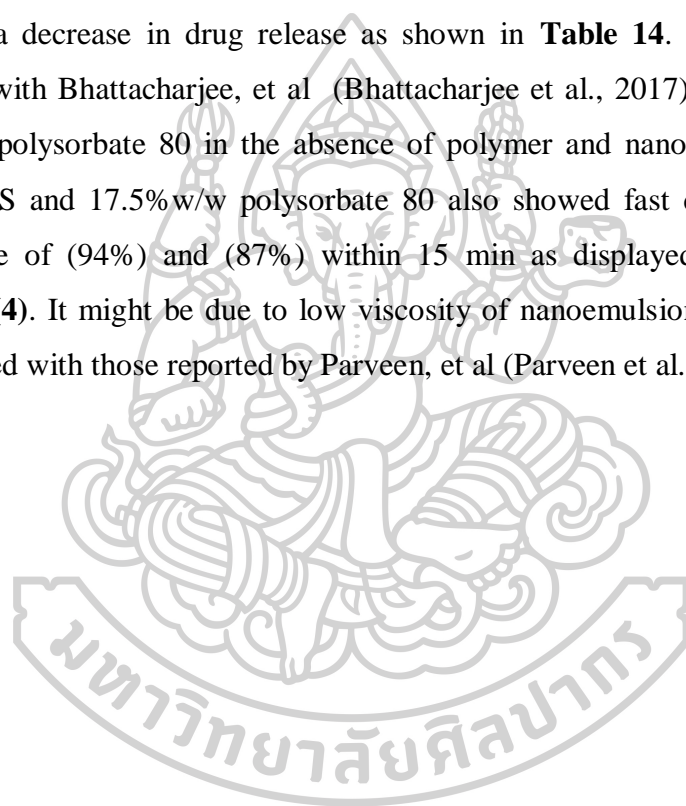 a decrease in drug release as shown in Table 14.
with Bhattacharjee, et al (Bhattacharjee et al., 2017)
polysorbate 80 in the absence of polymer and nano
S and 17.5%w/w polysorbate 80 also showed fast
e of (94%) and (87%) within 15 min as displayed
(4). It might be due to low viscosity of nanoemulsion
ed with those reported by Parveen, et al (Parveen et al.
มหาวิทยาลัยศิลปากร